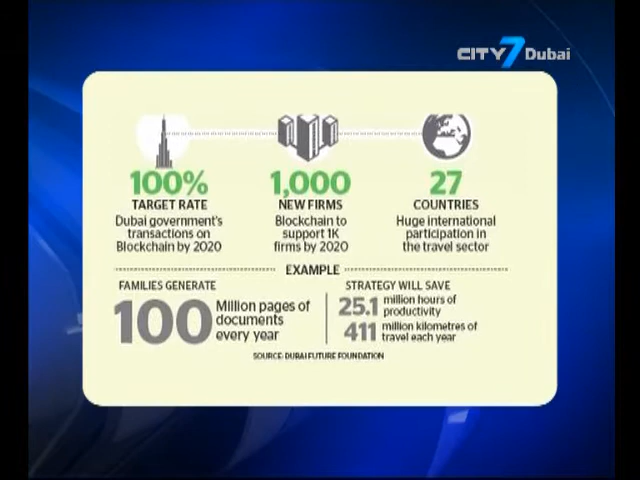 CITY7 Dubai
100%
TARGET RATE
Dubai government's
transactions on
Blockchain by 2020
1,000
NEW FIRMS
Blockchain to
support 1K
firms by 2020
27
COUNTRIES
Huge international
participation in
the travel sector
EXAMPLE
FAMILIES GENERATE
100 Million pages of
documents
every year
STRATEGY WILL SAVE
25.1 million hours of
productivity
411 million kilometres of
travel each year
SOURCE: DUBAI FUTURE FOUNDATION